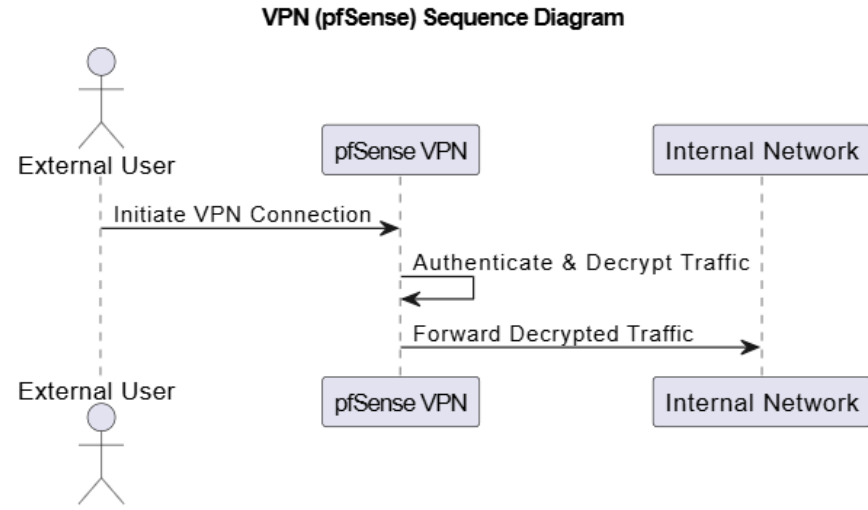 VPN (pfSense) Sequence Diagram
External User
pfSense VPN
Internal Network
Initiate VPN Connection
Authenticate & Decrypt Traffic
Forward Decrypted Traffic
External User
pfSense VPN
Internal Network